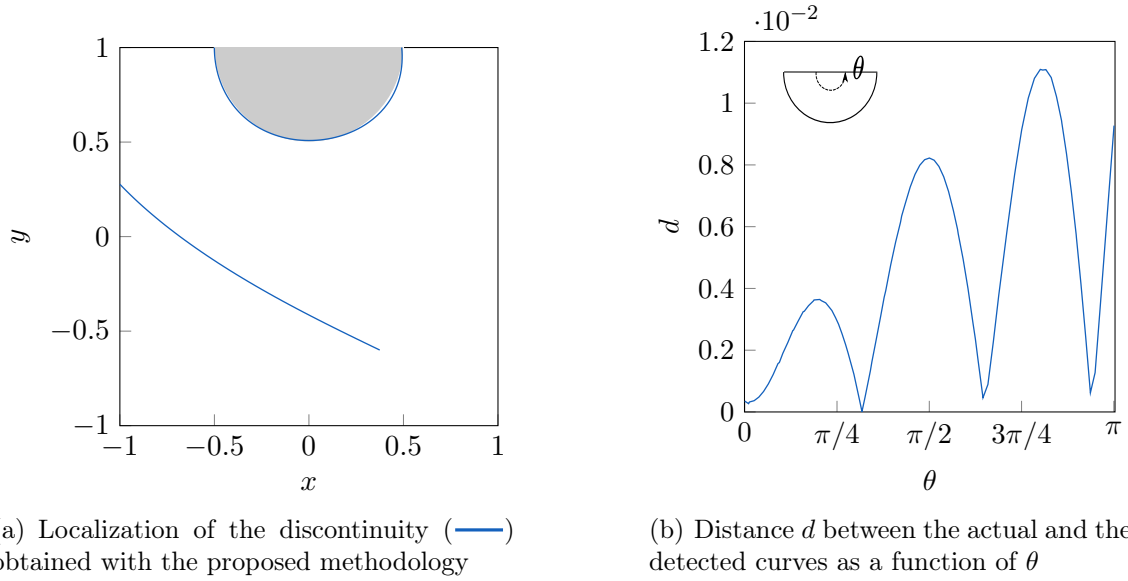 1
0.5
0
−0.5
−1
y
−1
−0.5
0
0.5
1
x
·10−2
1.2
1
0.8
0.6
0.4
0.2
0
d
θ
0
π/4
π/2
3π/4
π
θ
a) Localization of the discontinuity ( )
obtained with the proposed methodology
(b) Distance d between the actual and the
detected curves as a function of θ